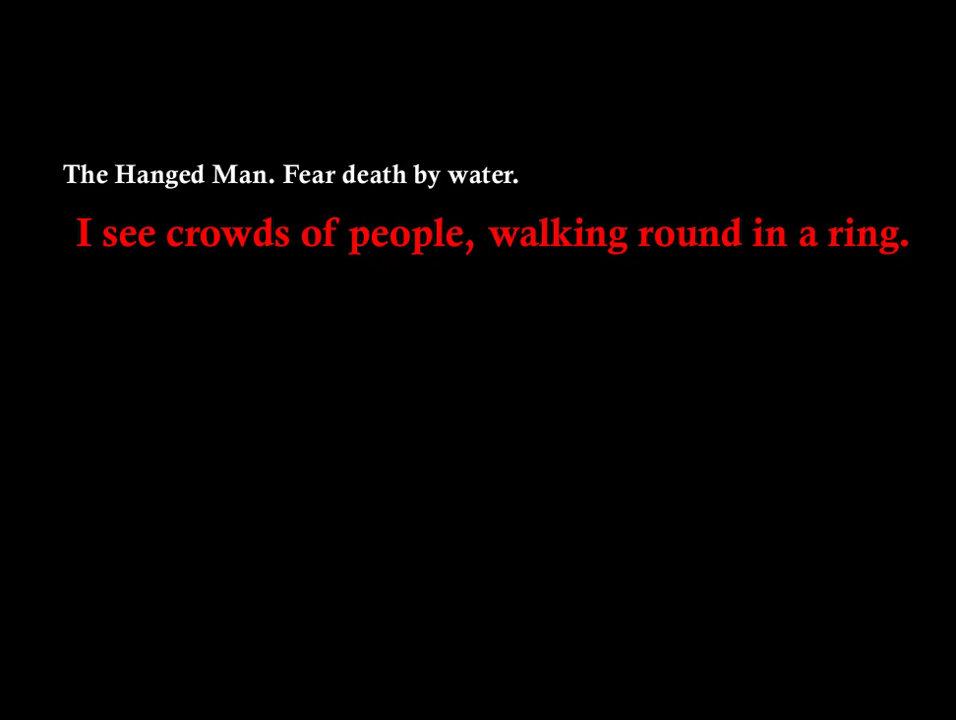 The Hanged Man. Fear death by water.
I see crowds of people, walking round in a ring.